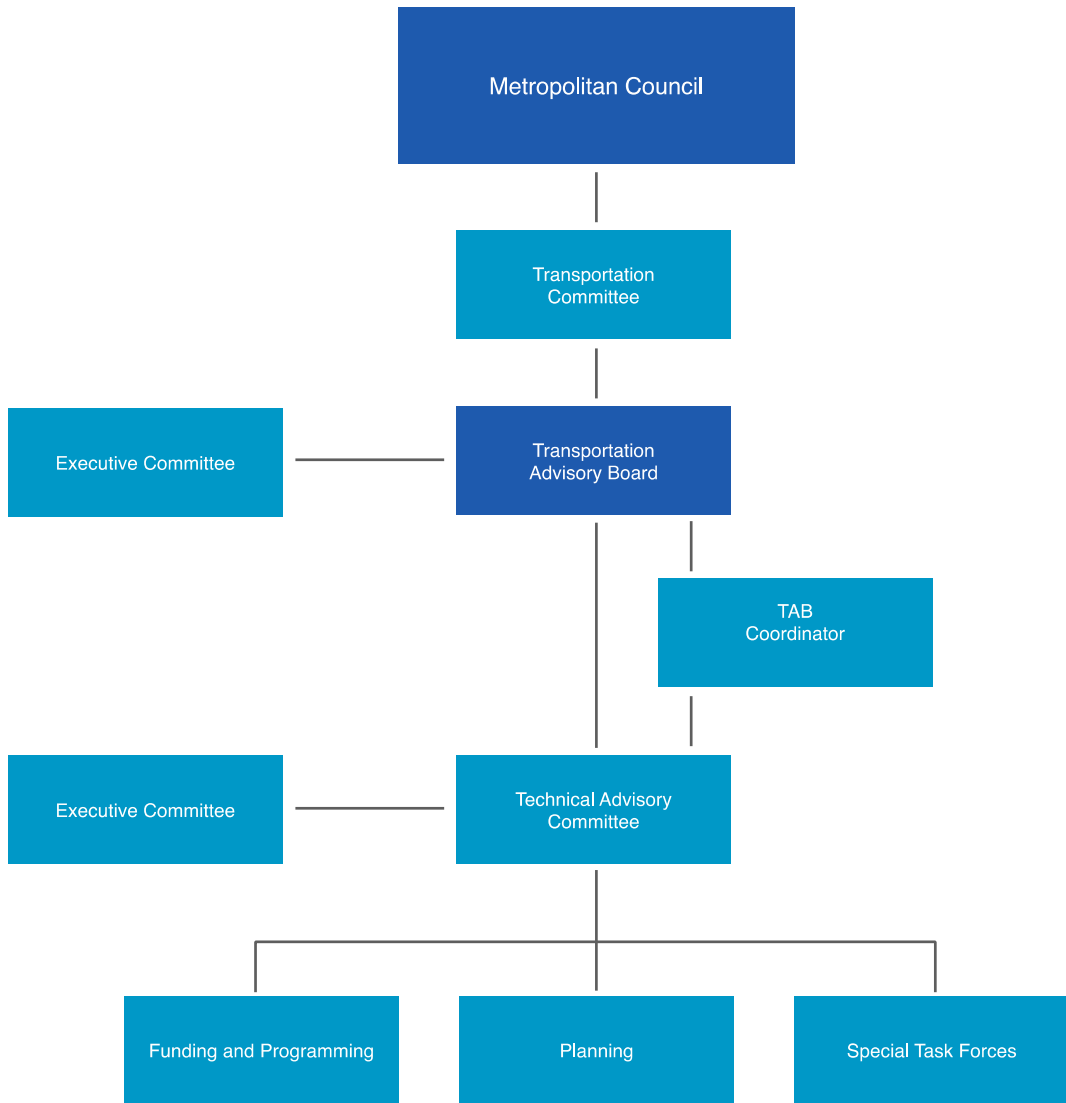 Metropolitan Council
Transportation
Committee
Executive Committee
Transportation
Advisory Board
TAB
Coordinator
Executive Committee
Technical Advisory
Committee
Funding and Programming
Planning
Special Task Forces